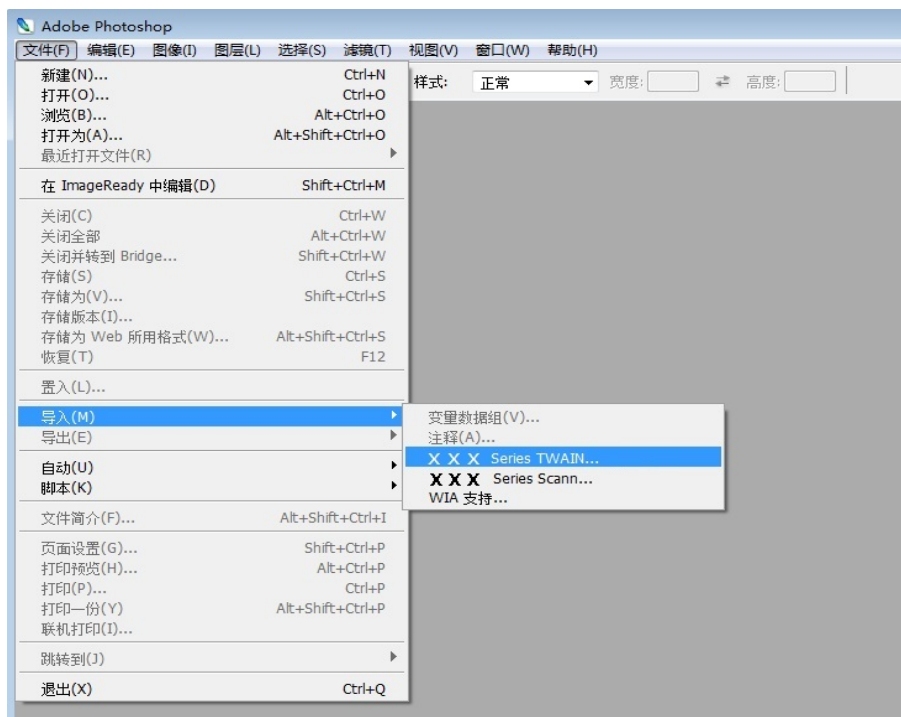 Adobe Photoshop
文件(F) 编辑(E) 图像(I) 图层(L) 选择(S) 滤镜(T) 视图(V) 窗口(W) 帮助(H)
样式: 正常 宽度: 高度:
新建(N)... Ctrl+N
打开(O)... Ctrl+O
浏览(B)... Alt+Ctrl+O
打开为(A)... Alt+Shift+Ctrl+O
最近打开文件(R)
在 ImageReady 中编辑(D) Shift+Ctrl+M
关闭(C) Ctrl+W
关闭全部 Alt+Ctrl+W
关闭并转到 Bridge... Shift+Ctrl+W
存储(S) Ctrl+S
存储为(V)... Shift+Ctrl+S
存储版本(I)...
存储为 Web 所用格式(W)... Alt+Shift+Ctrl+S
恢复(T) F12
置入(L)...
导入(M)
导出(E)
自动(U)
脚本(K)
文件简介(F)... Alt+Shift+Ctrl+I
页面设置(G)... Shift+Ctrl+P
打印预览(H)... Alt+Ctrl+P
打印(P)... Ctrl+P
打印一份(Y) Alt+Shift+Ctrl+P
联机打印(I)...
跳转到(J)
退出(X) Ctrl+Q
变量数据组(V)...
注释(A)...
X X X Series TWAIN...
X X X Series Scann...
WIA 支持...